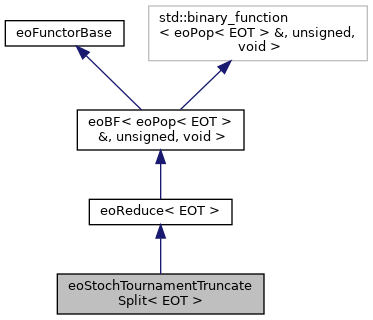 eoFunctorBase
std::binary_function
< eoPop< EOT > &, unsigned,
void >
eoBF< eoPop< EOT >
&, unsigned, void >
eoReduce< EOT >
eoStochTournamentTruncate
Split< EOT >